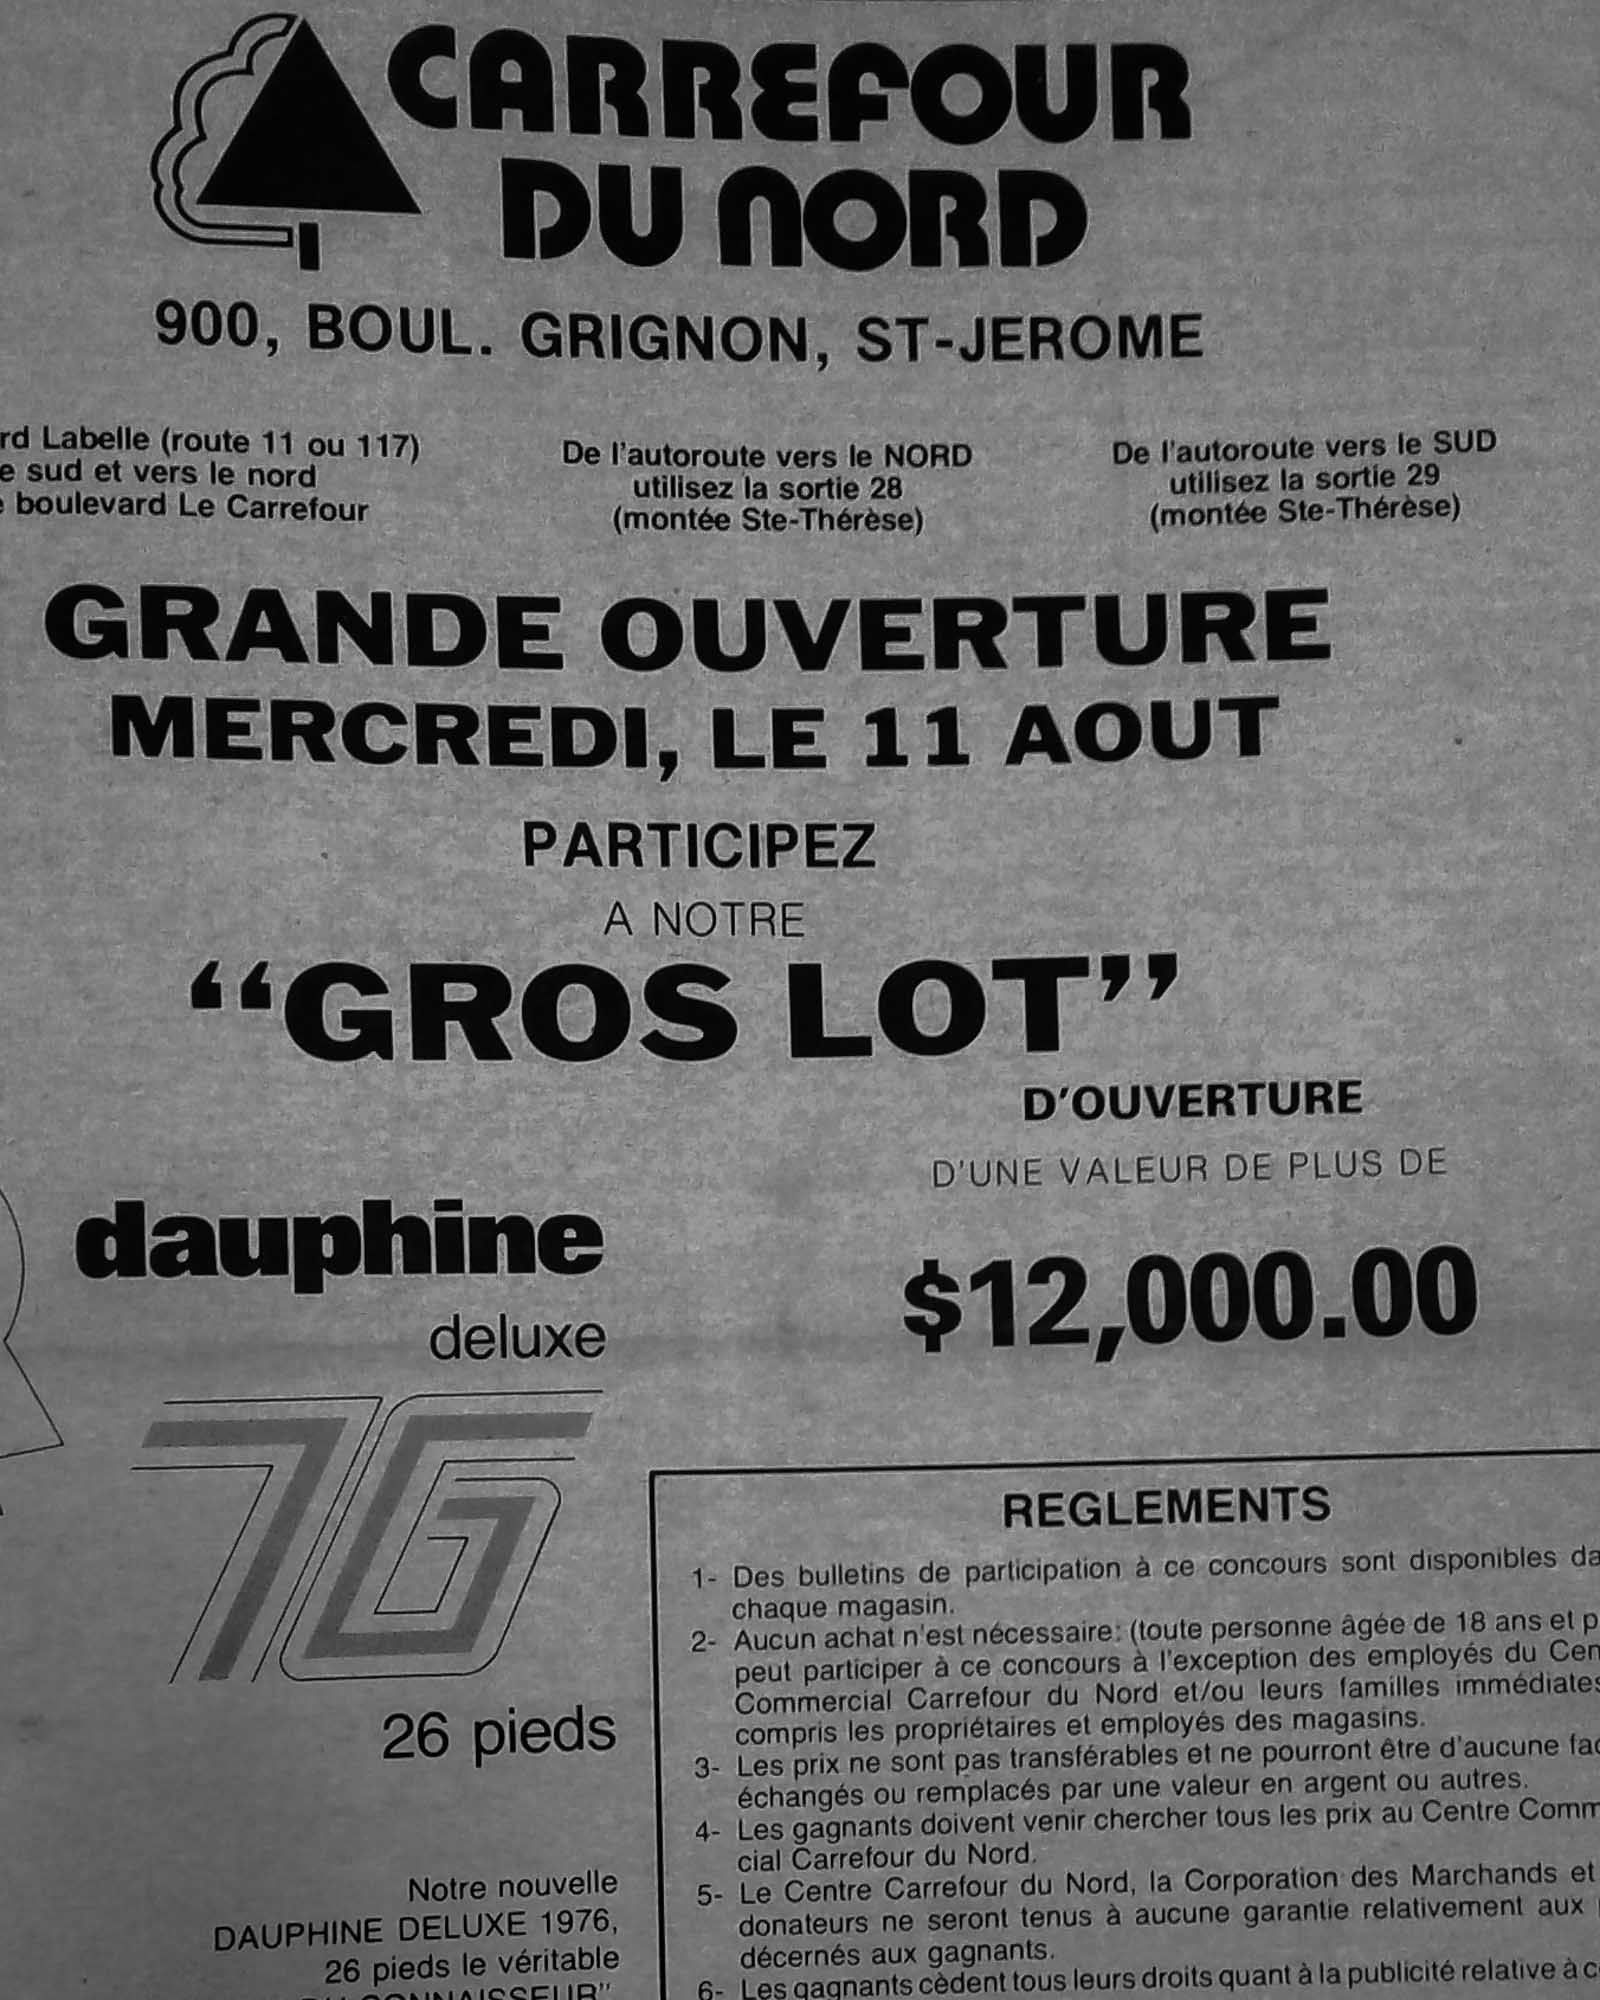 CARREFOUR
DU NORD
900, BOUL. GRIGNON, ST-JEROME
Labelle (route 11 ou 117)
sud et vers le nord
boulevard Le Carrefour
De l'autoroute vers le NORD
utilisez la sortie 28
(montée Ste-Thérèse)
De l'autoroute vers le SUD
utilisez la sortie 29
(montée Ste-Thérèse)
GRANDE OUVERTURE
MERCREDI, LE 11 AOUT
PARTICIPEZ
A NOTRE
"GROS LOT"
D'OUVERTURE
D'UNE VALEUR DE PLUS DE
$12,000.00
dauphine
deluxe
76
26 pieds
Notre nouvelle
DAUPHINE DELUXE 1976,
26 pieds le véritable
CONNAISSEUR"
REGLEMENTS
1- Des bulletins de participation à ce concours sont disponibles
chaque magasin.
2- Aucun achat n'est nécessaire: (toute personne âgée de 18 ans et
peut participer à ce concours à l'exception des employés du
Commercial Carrefour du Nord et/ou leurs familles immédiates
compris les propriétaires et employés des magasins.
3- Les prix ne sont pas transférables et ne pourront être d'aucune
échangés ou remplacés par une valeur en argent ou autres.
4- Les gagnants doivent venir chercher tous les prix au Centre Comm
cial Carrefour du Nord.
5- Le Centre Carrefour du Nord, la Corporation des Marchands et
donateurs ne seront tenus à aucune garantie relativement aux
décernés aux gagnants.
6- Les gagnants cèdent tous leurs droits quant à la publicité relative à